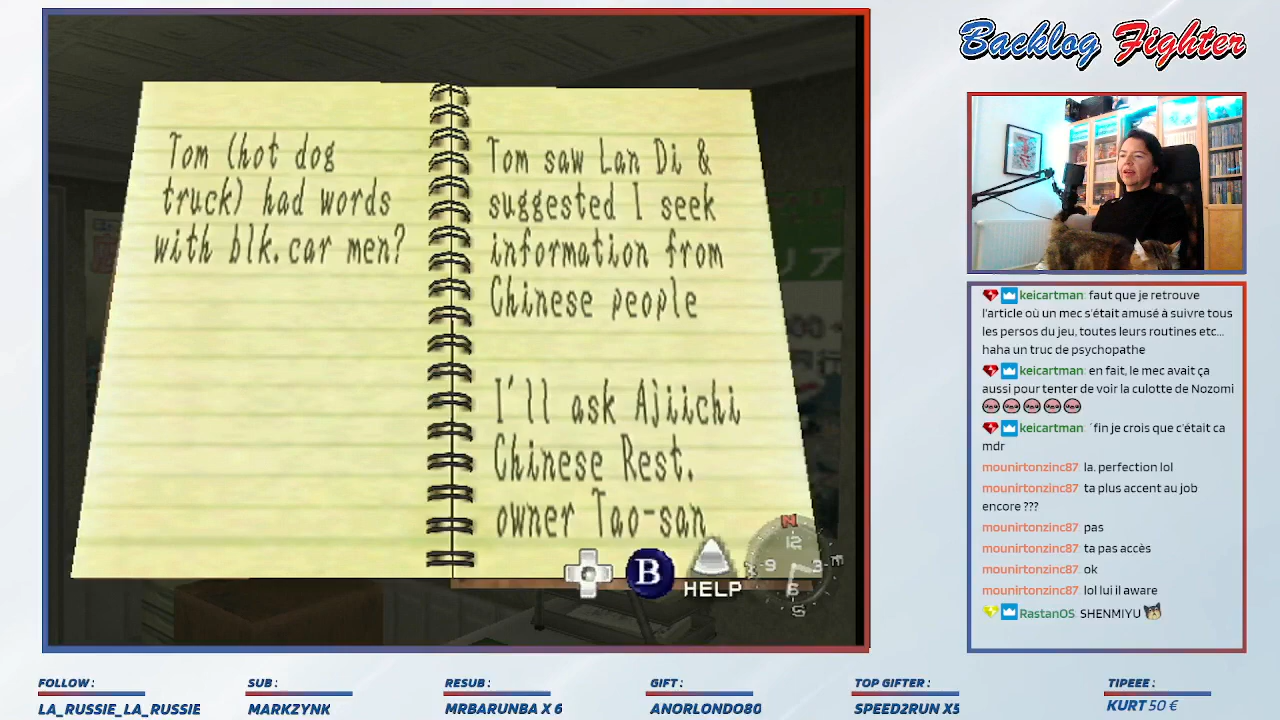 Backlog Fighter
Tom (hot dog
truck) had words
with blk.car men?
Tom saw Lan Di &
suggested I seek
information from
Chinese people
I'll ask Ajiichi
Chinese Rest.
owner Tao-san
B
HELP
N
12
9
3
6
S
keicartman: faut que je retrouve
l'article où un mec s'était amusé à suivre tous
les persos du jeu, toutes leurs routines etc...
haha un truc de psychopathe
keicartman: en fait, le mec avait ça
aussi pour tenter de voir la culotte de Nozomi
keicartman: ´fin je crois que c'était ca
mdr
mounirtonzinc87 la. perfection lol
mounirtonzinc87 ta plus accent au job
encore ???
mounirtonzinc87 pas
mounirtonzinc87 ta pas accès
mounirtonzinc87 ok
mounirtonzinc87 lol lui il aware
RastanOS SHENMIYU
FOLLOW :
LA_RUSSIE_LA_RUSSIE
SUB :
MARKZYNK
RESUB :
MRBARUNBA X 6
GIFT :
ANORLONDO80
TOP GIFTER :
SPEED2RUN X5
TIPEEE :
KURT 50 €